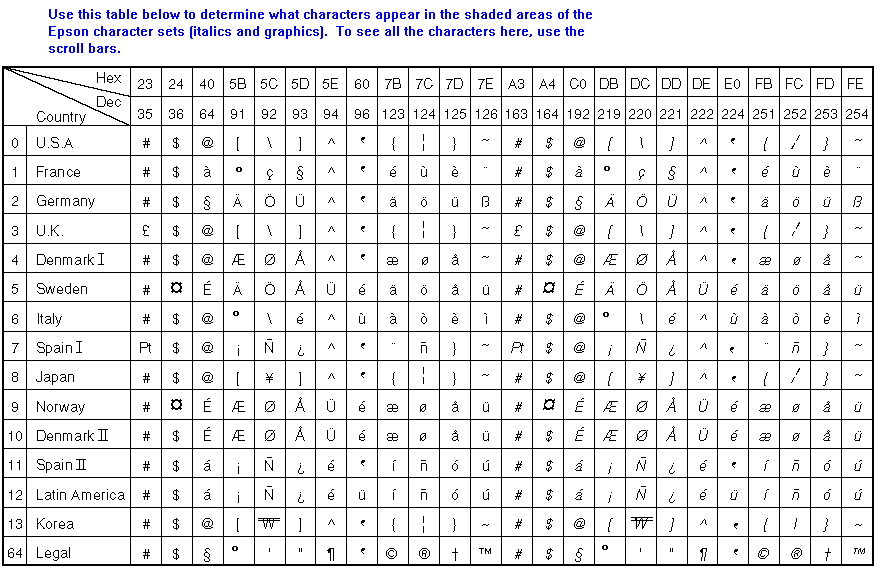 Use this table below to determine what characters appear in the shaded areas of the
Epson character sets (italics and graphics). To see all the characters here, use the
scroll bars.
Hex 23 24 40 5B 5C 5D 5E 60 7B 7C 7D 7E A3 A4 C0 DB DC DD DE E0 FB FC FD FE
Dec
Country 35 36 64 91 92 93 94 96 123 124 125 126 163 164 192 219 220 221 222 224 251 252 253 254
0 U.S.A # $ @ [ \ ] ^ ‘ { ¦ } ~ # $ @ [ \ ] ^ ‘ { ¦ } ~
1 France # $ à ° ç § ^ ‘ é ù è ¨ # $ à ° ç § ^ ‘ é ù è ¨
2 Germany # $ § Ä Ö Ü ^ ‘ ä ö ü ß # $ § Ä Ö Ü ^ ‘ ä ö ü ß
3 U.K. £ $ @ [ \ ] ^ ‘ { ¦ } ~ £ $ @ [ \ ] ^ ‘ { ¦ } ~
4 Denmark I # $ @ Æ Ø Å ^ ‘ æ ø å ~ # $ @ Æ Ø Å ^ ‘ æ ø å ~
5 Sweden # ¤ É Ä Ö Å Ü é ä ö å ü # ¤ É Ä Ö Å Ü é ä ö å ü
6 Italy # $ @ ° \ é ^ ù à ò è ì # $ @ ° \ é ^ ù à ò è ì
7 Spain I Pt $ @ ¡ Ñ ¿ ^ ‘ ¨ ñ } ~ Pt $ @ ¡ Ñ ¿ ^ ‘ ¨ ñ } ~
8 Japan # $ @ [ ¥ ] ^ ‘ { ¦ } ~ # $ @ [ ¥ ] ^ ‘ { ¦ } ~
9 Norway # ¤ É Æ Ø Å Ü é æ ø å ü # ¤ É Æ Ø Å Ü é æ ø å ü
10 Denmark II # $ É Æ Ø Å Ü é æ ø å ü # $ É Æ Ø Å Ü é æ ø å ü
11 Spain II # $ á ¡ Ñ ¿ é ‘ í ñ ó ú # $ á ¡ Ñ ¿ é ‘ í ñ ó ú
12 Latin America # $ á ¡ Ñ ¿ é ü í ñ ó ú # $ á ¡ Ñ ¿ é ü í ñ ó ú
13 Korea # $ @ [ ₩ ] ^ ‘ { ¦ } ~ # $ @ [ ₩ ] ^ ‘ { | } ~
64 Legal # $ § ° ' " ¶ ‘ © ® † ™ # $ § ° ' " ¶ ‘ © ® † ™